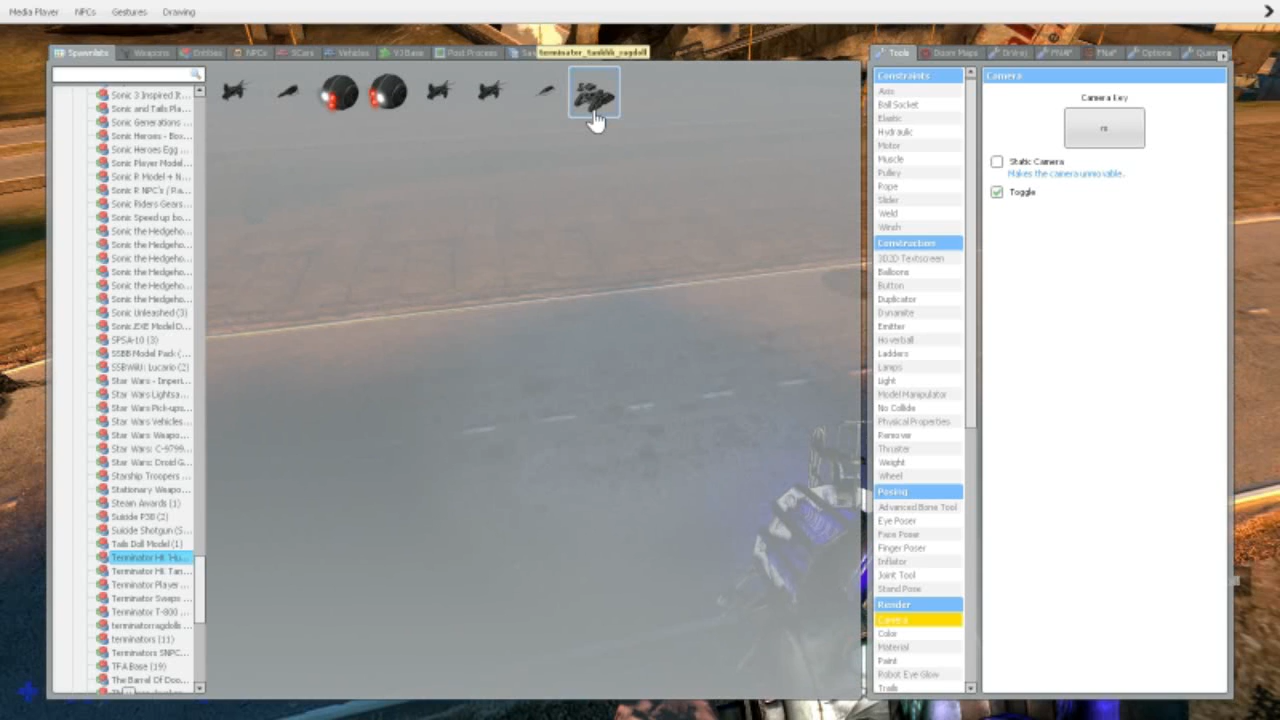 Media Player NPCs Gestures Drawing
Spawnlists Weapons Entities NPCs SCars Vehicles VJ Base Post Process
terminator_tankhk_ragdoll
Tools Doom Maps Options
Sonic 3 Inspired It...
Sonic and Tails Pla...
Sonic Generations
Sonic Heroes - Box...
Sonic Heroes Egg ...
Sonic Player Model...
Sonic R Model + N...
Sonic R NPC's / Ra...
Sonic Riders Gears...
Sonic Speed up bo...
Sonic the Hedgeho...
Sonic the Hedgeho...
Sonic the Hedgeho...
Sonic the Hedgeho...
Sonic the Hedgeho...
Sonic the Hedgeho...
Sonic Unleashed (3)
Sonic.EXE Model D...
SPSA-10 (3)
SSBB Model Pack (...
SSBWiiU: Lucario (2)
Star Wars - Imperi...
Star Wars Lightsa...
Star Wars Pick-ups...
Star Wars Vehicles...
Star Wars: Weapo...
Star Wars: C-9799...
Star Wars: Droid G...
Starship Troopers ...
Stationary Weapo...
Steam Awards (1)
Suicide P38 (2)
Suicide Shotgun (S...
Tails Doll Model (1)
Terminator HK 'Hu...
Terminator HK Tan...
Terminator Player ...
Terminator Sweps ...
Terminator T-800 ...
terminatorragdolls ...
terminators (11)
Terminators SNPC...
TFA Base (19)
The Barrel Of Doo...
Constraints
Axis
Ball Socket
Elastic
Hydraulic
Motor
Muscle
Pulley
Rope
Slider
Weld
Winch
Construction
3D2D Textscreen
Balloons
Button
Duplicator
Dynamite
Emitter
Hoverball
Ladders
Lamps
Light
Model Manipulator
No Collide
Physical Properties
Remover
Thruster
Weight
Wheel
Posing
Advanced Bone Tool
Eye Poser
Face Poser
Finger Poser
Inflator
Joint Tool
Stand Pose
Render
Camera
Color
Material
Paint
Robot Eye Glow
Trails
Camera
Camera Key
Static Camera
Makes the camera unmovable.
Toggle